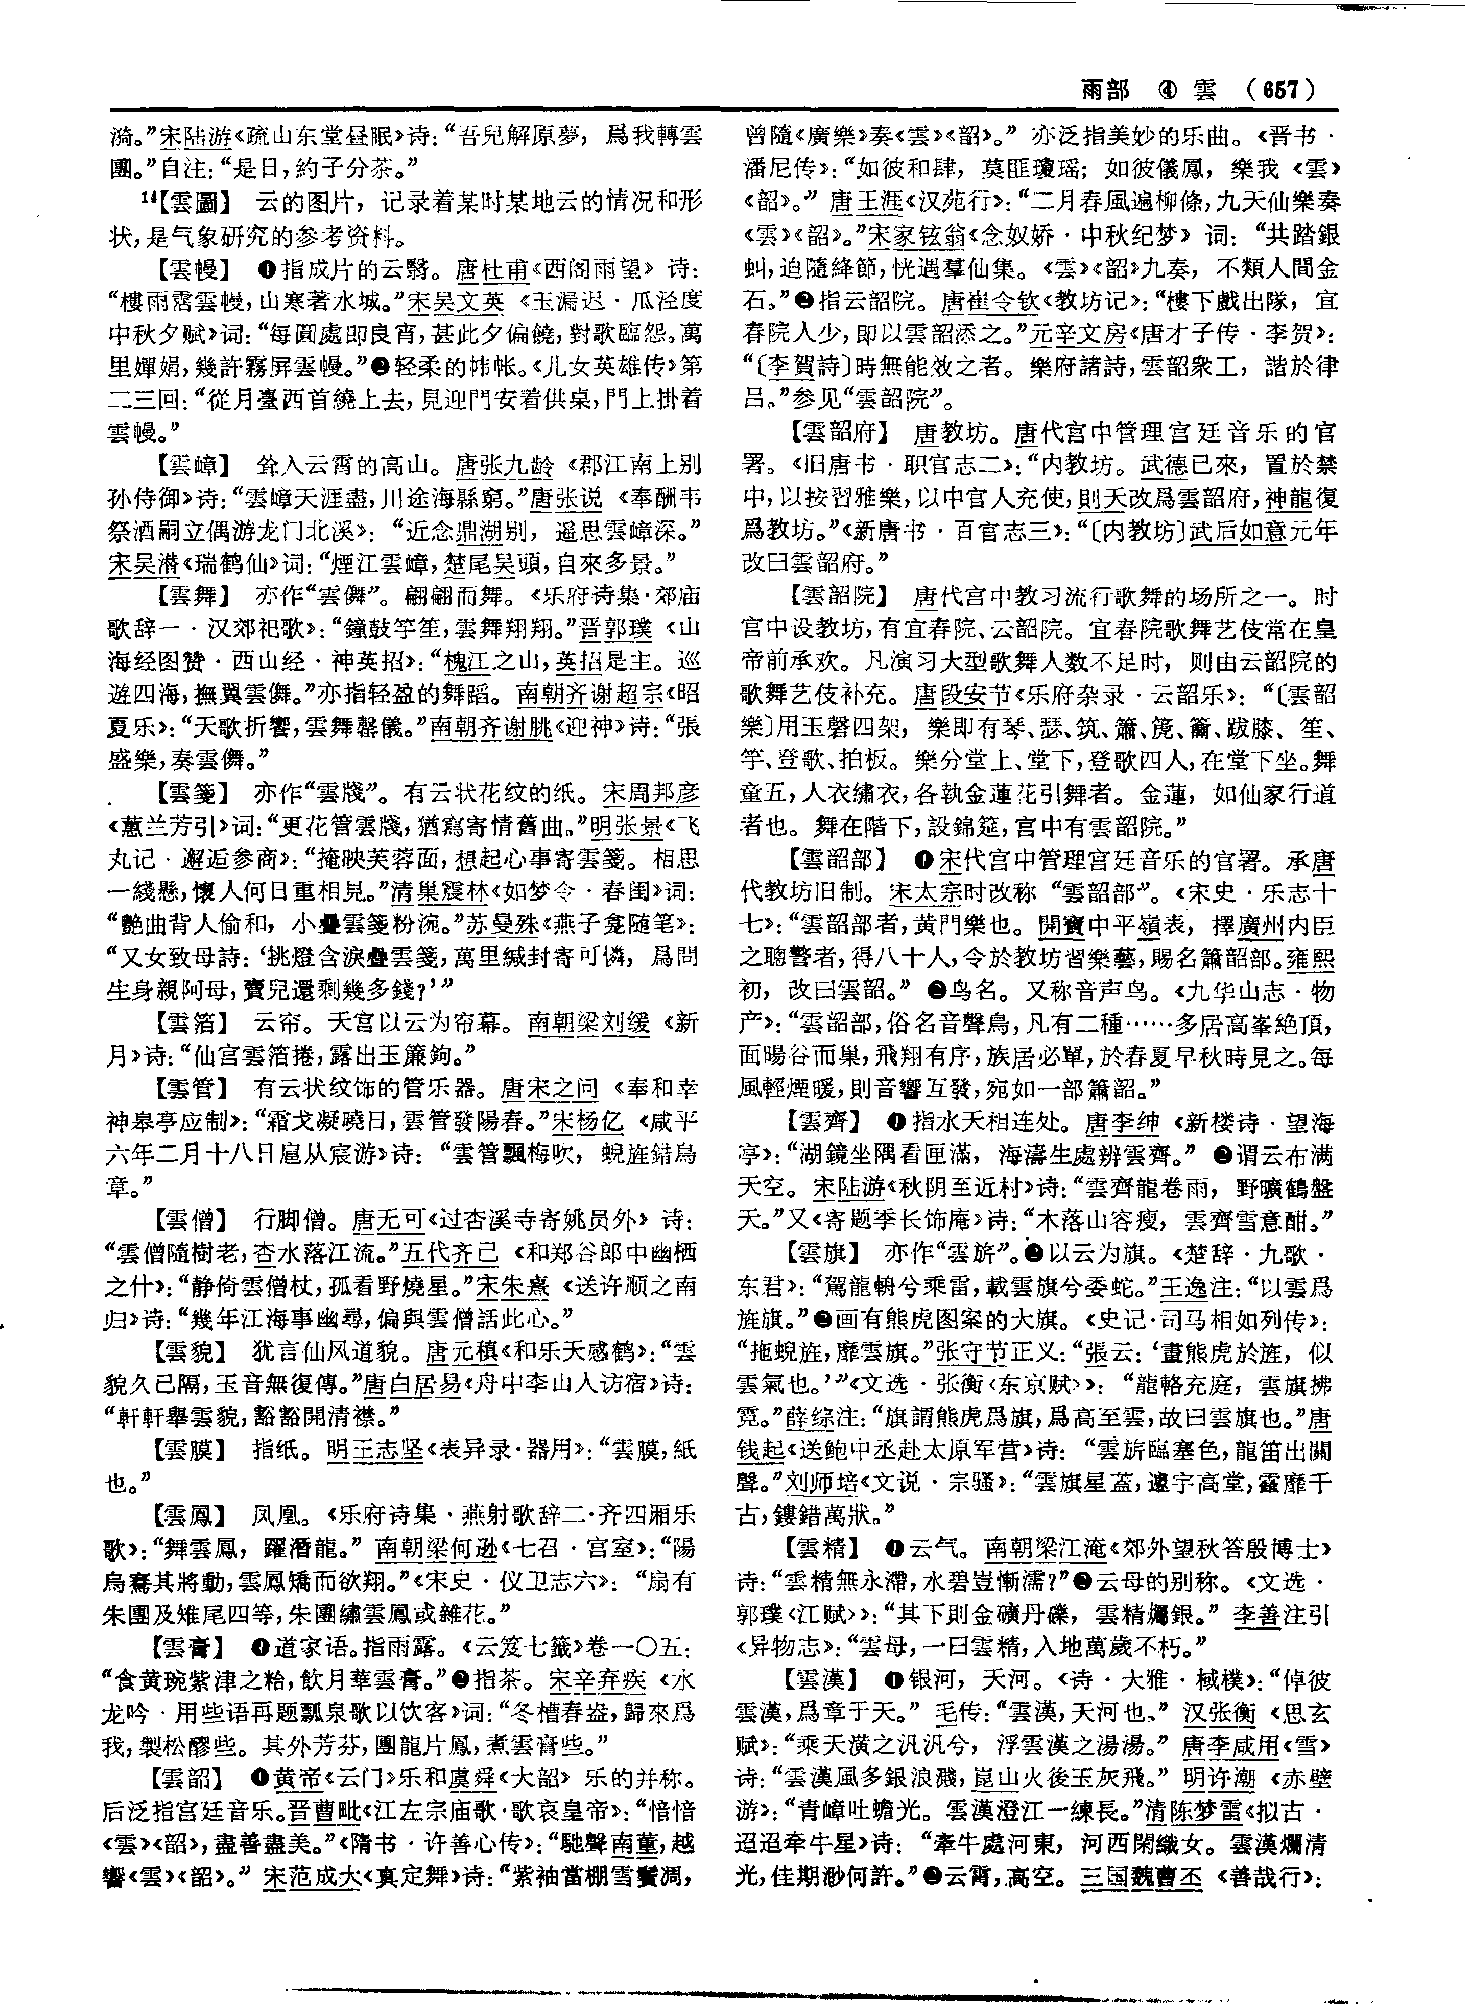 雨部 ④ 雲 （657）
漪。”宋陆游《疏山东堂昼眠》诗：“吾兒解原夢，爲我轉雲
團。”自注：“是日，約子分茶。”
14【雲圖】 云的图片，记录着某时某地云的情况和形
状，是气象研究的参考资料。
【雲幔】 ❶指成片的云翳。唐杜甫《西阁雨望》诗：
“樓雨霑雲幔，山寒著水城。”宋吴文英《玉漏迟·瓜泾度
中秋夕赋》词：“每圓處即良宵，甚此夕偏饒，對歌臨怨。萬
里嬋娟，幾許霧屏雲幔。”❷轻柔的帏帐。《儿女英雄传》第
二三回：“從月臺西首繞上去，見迎門安着供桌，門上掛着
雲幔。”
【雲嶂】 耸入云霄的高山。唐张九龄《郡江南上别
孙侍御》诗：“雲嶂天涯盡，川途海縣窮。”唐张说《奉酬韦
祭酒嗣立偶游龙门北溪》：“近念鼎湖别，遥思雲嶂深。”
宋吴潜《瑞鹤仙》词：“煙江雲嶂，楚尾吴頭，自來多景。”
【雲舞】 亦作“雲儛”。翩翩而舞。《乐府诗集·郊庙
歌辞一·汉郊祀歌》：“鐘鼓竽笙，雲舞翔翔。”晋郭璞《山
海经图赞·西山经·神英招》：“槐江之山，英招是主。巡
遊四海，撫翼雲儛。”亦指轻盈的舞蹈。南朝齐谢超宗《昭
夏乐》：“天歌折響，雲舞罄儀。”南朝齐谢朓《迎神》诗：“張
盛樂，奏雲儛。”
【雲箋】 亦作“雲牋”。有云状花纹的纸。宋周邦彦
《蕙兰芳引》词：“更花管雲牋，猶寫寄情舊曲。”明张景《飞
丸记·邂逅参商》：“掩映芙蓉面，想起心事寄雲箋。相思
一綫懸，懷人何日重相見。”清巢震林《如梦令·春闺》词：
“艷曲背人偷和，小疊雲箋粉涴。”苏曼殊《燕子龛随笔》：
“又女致母詩：‘挑燈含淚疊雲箋，萬里緘封寄可憐，爲問
生身親阿母，賣兒還剩幾多錢？’”
【雲箔】 云帘。天宫以云为帘幕。南朝梁刘缓《新
月》诗：“仙宫雲箔捲，露出玉簾鉤。”
【雲管】 有云状纹饰的管乐器。唐宋之问《奉和幸
神皋亭应制》：“霜戈凝曉日，雲管發陽春。”宋杨亿《咸平
六年二月十八日扈从宸游》诗：“雲管飄梅吹，蜺旌錯鳥
章。”
【雲僧】 行脚僧。唐无可《过杏溪寺寄姚员外》诗：
“雲僧隨樹老，杏水落江流。”五代齐己《和郑谷郎中幽栖
之什》：“静倚雲僧杖，孤看野燒星。”宋朱熹《送许顺之南
归》诗：“幾年江海事幽尋，偏與雲僧話此心。”
【雲貌】 犹言仙风道貌。唐元稹《和乐天感鹤》：“雲
貌久已隔，玉音無復傳。”唐白居易《舟中李山人访宿》诗：
“軒軒舉雲貌，豁豁開清襟。”
【雲膜】 指纸。明王志坚《表异录·器用》：“雲膜，紙
也。”
【雲鳳】 凤凰。《乐府诗集·燕射歌辞二·齐四厢乐
歌》：“舞雲鳳，躍潛龍。”南朝梁何逊《七召·宫室》：“陽
烏騫其將動，雲鳳矯而欲翔。”《宋史·仪卫志六》：“扇有
朱團及雉尾四等，朱團繡雲鳳或雜花。”
【雲膏】 ❶道家语。指雨露。《云笈七籤》卷一〇五：
“食黄琬紫津之粭，飲月華雲膏。”❷指茶。宋辛弃疾《水
龙吟·用些语再题瓢泉歌以饮客》词：“冬槽春盎，歸來爲
我，製松醪些。其外芳芬，團龍片鳳，煮雲膏些。”
【雲韶】 ❶黄帝《云门》乐和虞舜《大韶》乐的并称。
后泛指宫廷音乐。晋曹毗《江左宗庙歌·歌哀皇帝》：“愔愔
《雲》《韶》，盡善盡美。”《隋书·许善心传》：“馳聲南董，越
響《雲》《韶》。”宋范成大《真定舞》诗：“紫袖當棚雪鬢凋，
曾隨《廣樂》奏《雲》《韶》。”亦泛指美妙的乐曲。《晋书·
潘尼传》：“如彼和肆，莫匪瓊瑶；如彼儀鳳，樂我《雲》
《韶》。”唐王涯《汉苑行》：“二月春風遍柳條，九天仙樂奏
《雲》《韶》。”宋家铉翁《念奴娇·中秋纪梦》词：“共踏銀
虬，追隨絳節，恍遇羣仙集。《雲》《韶》九奏，不類人間金
石。”❷指云韶院。唐崔令钦《教坊记》：“樓下戲出隊，宜
春院人少，即以雲韶添之。”元辛文房《唐才子传·李贺》：
“〔李賀詩〕時無能效之者。樂府諸詩，雲韶衆工，諧於律
吕。”参见“雲韶院”。
【雲韶府】 唐教坊。唐代宫中管理宫廷音乐的官
署。《旧唐书·职官志二》：“内教坊。武德已來，置於禁
中，以按習雅樂，以中官人充使，則天改爲雲韶府，神龍復
爲教坊。”《新唐书·百官志三》：“〔内教坊〕武后如意元年
改曰雲韶府。”
【雲韶院】 唐代宫中教习流行歌舞的场所之一。时
宫中设教坊，有宜春院、云韶院。宜春院歌舞艺伎常在皇
帝前承欢。凡演习大型歌舞人数不足时，则由云韶院的
歌舞艺伎补充。唐段安节《乐府杂录·云韶乐》：“〔雲韶
樂〕用玉磬四架，樂即有琴、瑟、筑、簫、篪、籥、跋膝、笙、
竽、登歌、拍板。樂分堂上、堂下，登歌四人，在堂下坐。舞
童五，人衣繡衣，各執金蓮花引舞者。金蓮，如仙家行道
者也。舞在階下，設錦筵，宫中有雲韶院。”
【雲韶部】 ❶宋代宫中管理宫廷音乐的官署。承唐
代教坊旧制。宋太宗时改称“雲韶部”。《宋史·乐志十
七》：“雲韶部者，黄門樂也。開寶中平嶺表，擇廣州内臣
之聰警者，得八十人，令於教坊習樂藝，賜名簫韶部。雍熙
初，改曰雲韶。”❷鸟名。又称音声鸟。《九华山志·物
产》：“雲韶部，俗名音聲鳥，凡有二種……多居高峯絶頂，
面暘谷而巢，飛翔有序，族居必單，於春夏早秋時見之。每
風輕煙暖，則音響互發，宛如一部簫韶。”
【雲齊】 ❶指水天相连处。唐李绅《新楼诗·望海
亭》：“湖鏡坐隅看匣滿，海濤生處辨雲齊。”❷谓云布满
天空。宋陆游《秋阴至近村》诗：“雲齊龍卷雨，野曠鶴盤
天。”又《寄题季长饰庵》诗：“木落山容瘦，雲齊雪意酣。”
【雲旗】 亦作“雲旂”。❶以云为旗。《楚辞·九歌·
东君》：“駕龍輈兮乘雷，載雲旗兮委蛇。”王逸注：“以雲爲
旌旗。”❷画有熊虎图案的大旗。《史记·司马相如列传》：
“拖蜺旌，靡雲旗。”张守节正义：“張云：‘畫熊虎於旌，似
雲氣也。’”《文选·张衡〈东京赋〉》：“龍輅充庭，雲旗拂
霓。”薛综注：“旗謂熊虎爲旗，爲高至雲，故曰雲旗也。”唐
钱起《送鲍中丞赴太原军营》诗：“雲旂臨塞色，龍笛出關
聲。”刘师培《文说·宗骚》：“雲旗星蓋，邃宇高堂，霍靡千
古，鏤錯萬狀。”
【雲精】 ❶云气。南朝梁江淹《郊外望秋答殷博士》
诗：“雲精無永滯，水碧豈慚濡？”❷云母的别称。《文选·
郭璞〈江赋〉》：“其下則金礦丹礫，雲精爥銀。”李善注引
《异物志》：“雲母，一曰雲精，入地萬歲不朽。”
【雲漢】 ❶银河，天河。《诗·大雅·棫樸》：“倬彼
雲漢，爲章于天。”毛传：“雲漢，天河也。”汉张衡《思玄
赋》：“乘天潢之汎汎兮，浮雲漢之湯湯。”唐李咸用《雪》
诗：“雲漢風多銀浪濺，崑山火後玉灰飛。”明许潮《赤壁
游》：“青嶂吐蟾光。雲漢澄江一練長。”清陈梦雷《拟古·
迢迢牵牛星》诗：“牽牛處河東，河西閑織女。雲漢爛清
光，佳期渺何許。”❷云霄，高空。三国魏曹丕《善哉行》：